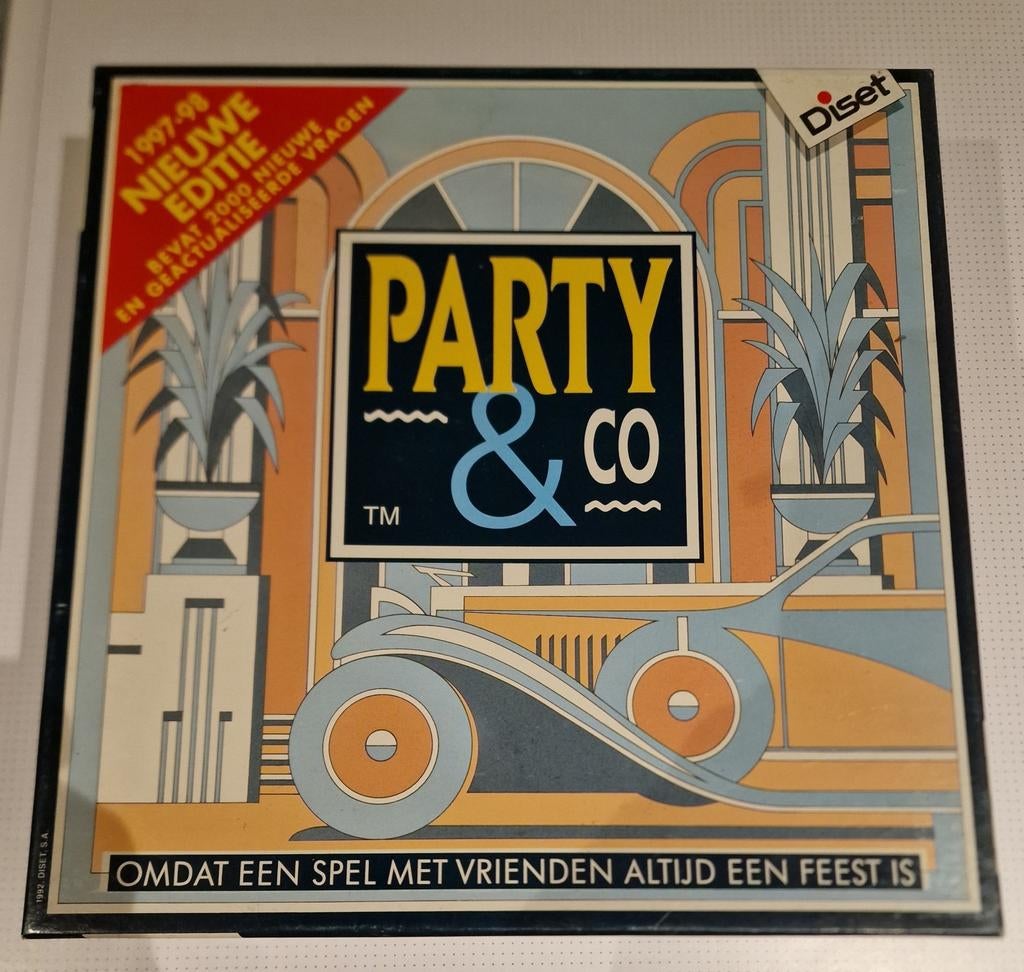 1997-98
NIEUWE
EDITIE
BEVAT 2000 NIEUWE
EN GEACTUALISEERDE VRAGEN
Diset
PARTY
& CO
TM
OMDAT EEN SPEL MET VRIENDEN ALTIJD EEN FEEST IS
1992, DISET, S.A.